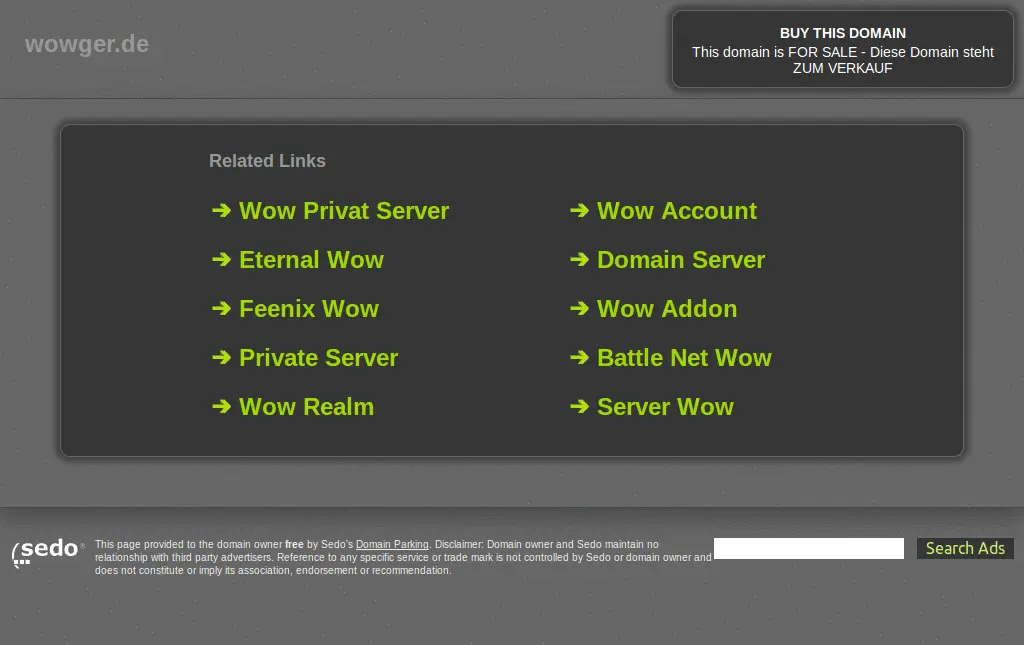 wowger.de
BUY THIS DOMAIN
This domain is FOR SALE - Diese Domain steht
ZUM VERKAUF
Related Links
➔ Wow Privat Server
➔ Eternal Wow
➔ Feenix Wow
➔ Private Server
➔ Wow Realm
➔ Wow Account
➔ Domain Server
➔ Wow Addon
➔ Battle Net Wow
➔ Server Wow
sedo®
This page provided to the domain owner free by Sedo's Domain Parking. Disclaimer: Domain owner and Sedo maintain no
relationship with third party advertisers. Reference to any specific service or trade mark is not controlled by Sedo or domain owner and
does not constitute or imply its association, endorsement or recommendation.
Search Ads